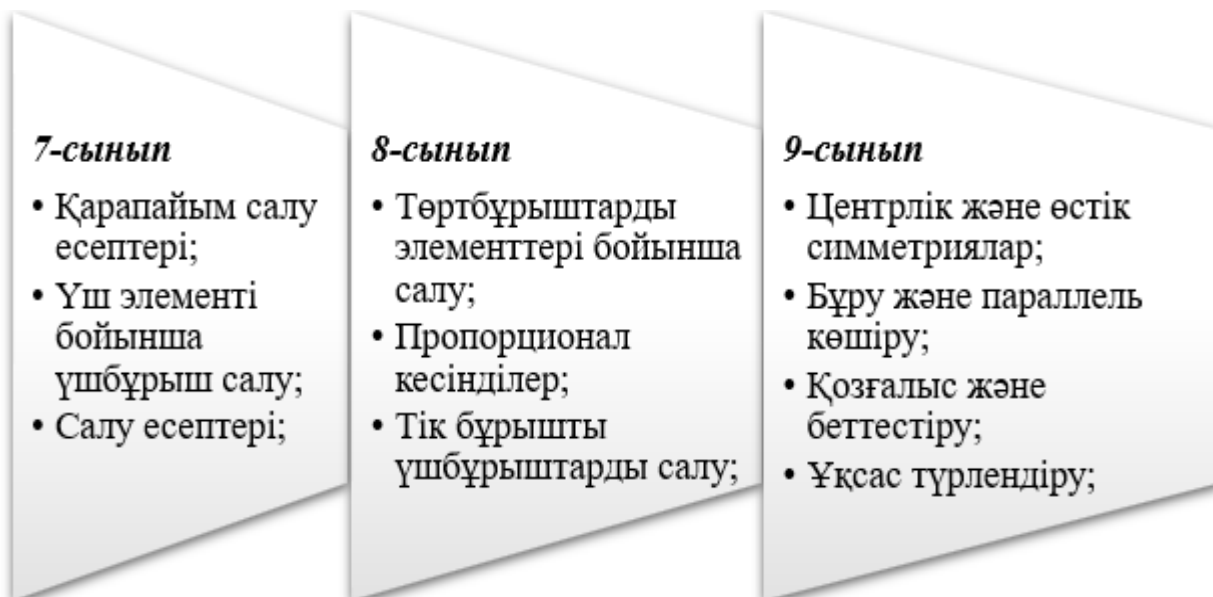 7-сынып
• Қарапайым салу
есептері;
• Үш элементі
бойынша
үшбұрыш салу;
• Салу есептері;
8-сынып
• Төртбұрыштарды
элементтері бойынша
салу;
• Пропорционал
кесінділер;
• Тік бұрышты
үшбұрыштарды салу;
9-сынып
• Центрлік және өстік
симметриялар;
• Бұру және параллель
көшіру;
• Қозғалыс және
беттестіру;
• Ұқсас түрлендіру;